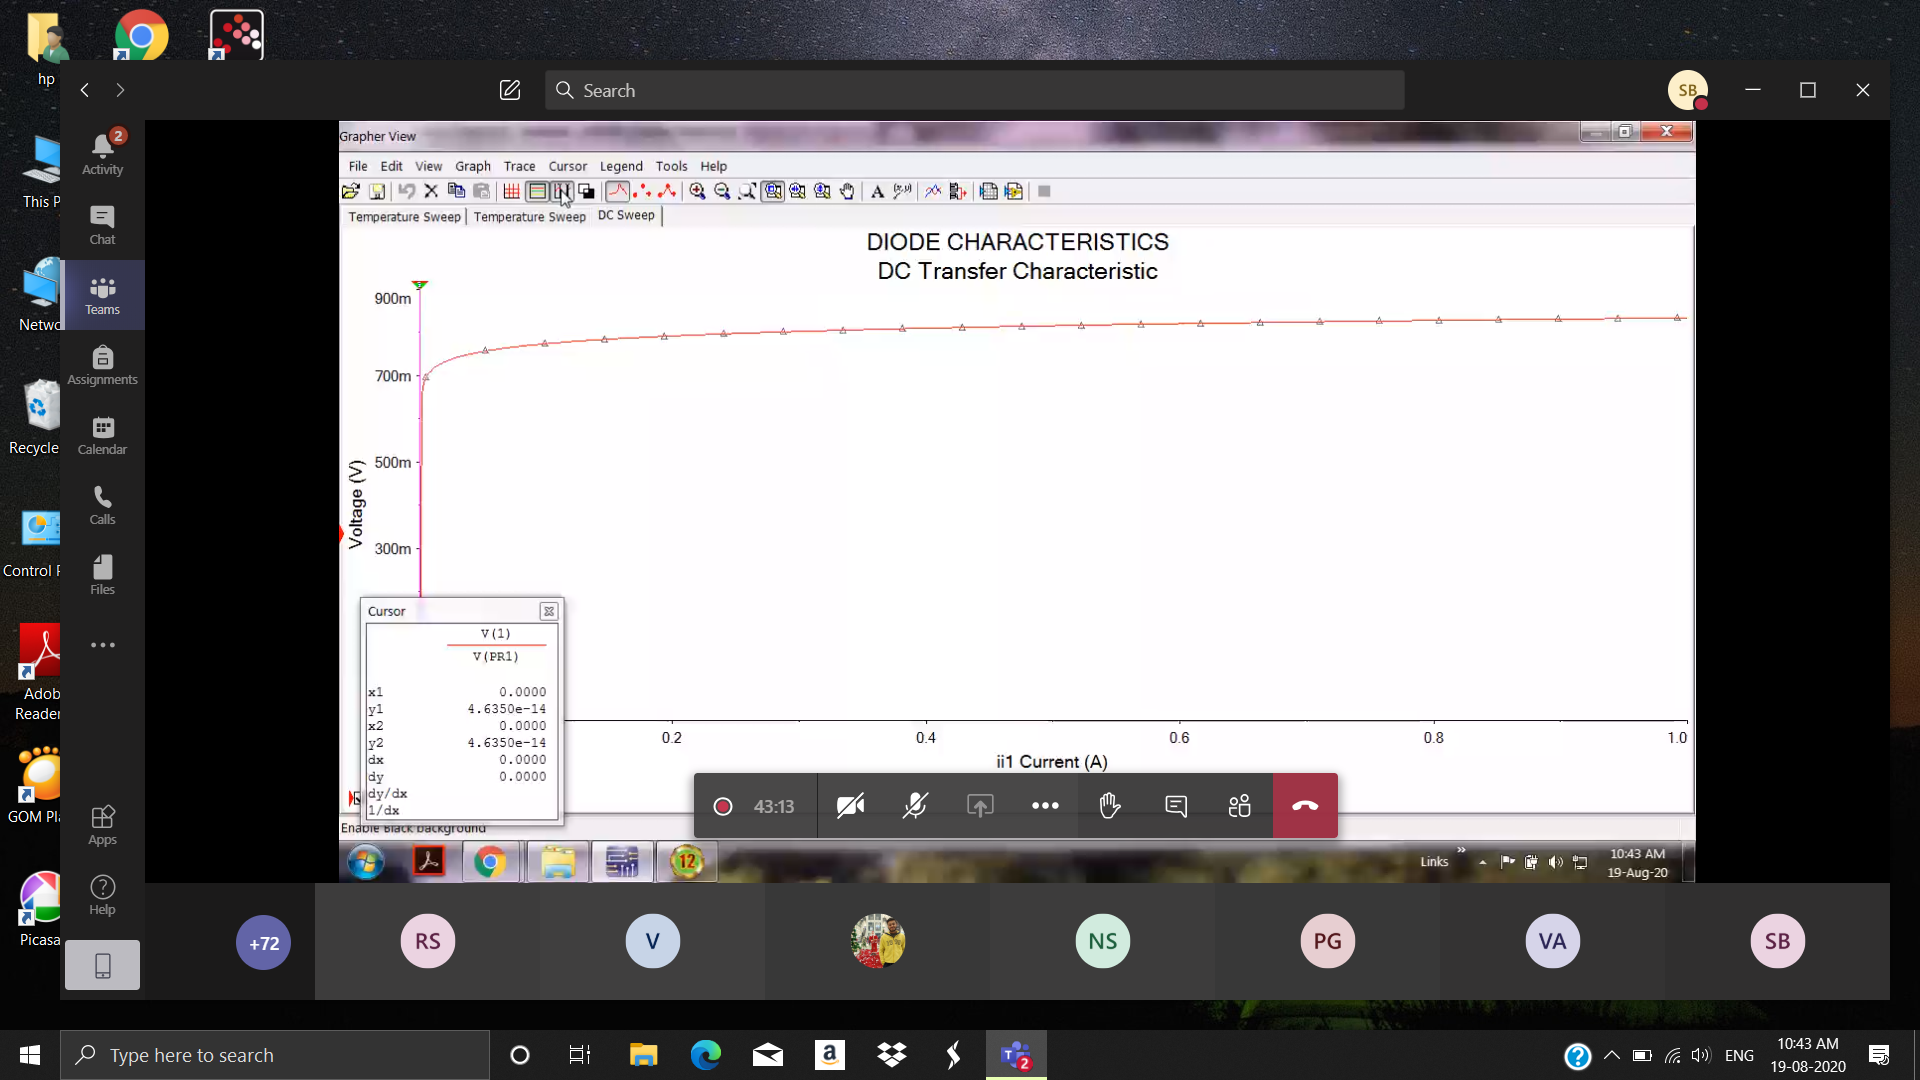 hp
Search
SB
Grapher View
File Edit View Graph Trace Cursor Legend Tools Help
Temperature Sweep Temperature Sweep DC Sweep
DIODE CHARACTERISTICS
DC Transfer Characteristic
900m
700m
500m
300m
Voltage (V)
0.2 0.4 0.6 0.8 1.0
ii1 Current (A)
Cursor
V(1)
V(PR1)
x1 0.0000
y1 4.6350e-14
x2 0.0000
y2 4.6350e-14
dx 0.0000
dy 0.0000
dy/dx
1/dx
Enable Black background
43:13
12
Links
10:43 AM
19-Aug-20
2
Activity
Chat
Teams
Assignments
Calendar
Calls
Files
Apps
Help
This P
Netwo
Recycle
Control P
Adob
Reader
GOM Pla
Picasa
+72 RS V NS PG VA SB
Type here to search
a
2
ENG
10:43 AM
19-08-2020